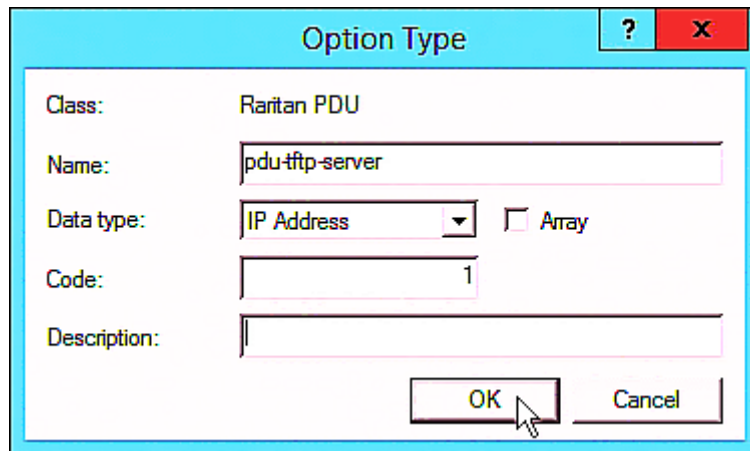 Option Type
? x
Class: Raritan PDU
Name: pdu-tftp-server
Data type: IP Address Array
Code: 1
Description:
OK Cancel